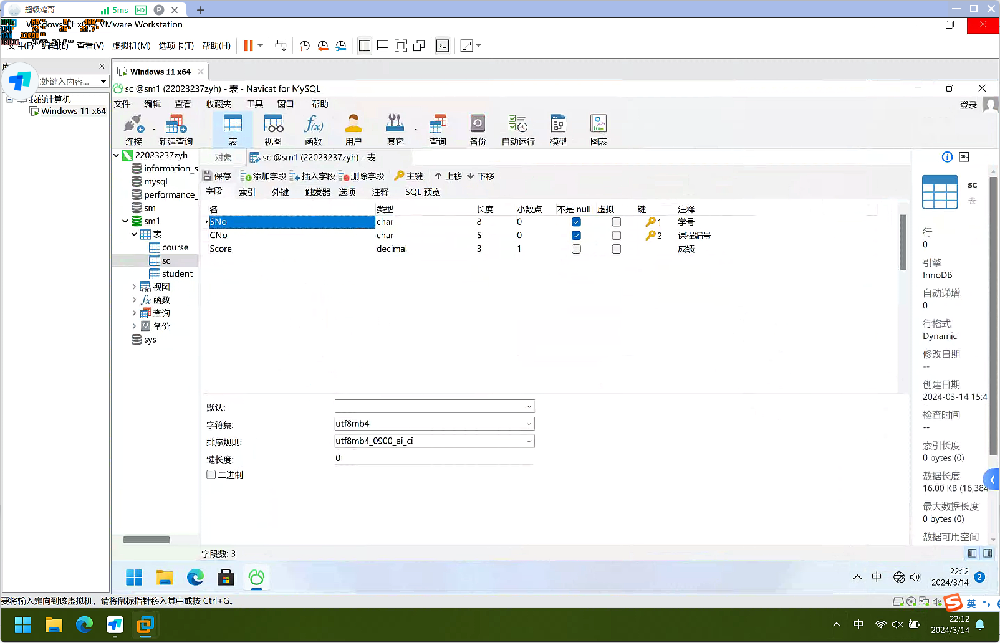 超级鸡哥 5ms HD P
Windows 11 x64 - VMware Workstation
文件(F) 编辑(E) 查看(V) 虚拟机(M) 选项卡(T) 帮助(H)
库
此处键入内容...
我的计算机
Windows 11 x64
Windows 11 x64
sc @sm1 (22023237zyh) - 表 - Navicat for MySQL
文件 编辑 查看 收藏夹 工具 窗口 帮助
登录
连接 新建查询 表 视图 函数 用户 其它 查询 备份 自动运行 模型 图表
22023237zyh
information_s
mysql
performance_
sm
sm1
表
course
sc
student
视图
函数
查询
备份
sys
对象 sc @sm1 (22023237zyh) - 表
保存 添加字段 插入字段 删除字段 主键 上移 下移
字段 索引 外键 触发器 选项 注释 SQL 预览
名 类型 长度 小数点 不是 null 虚拟 键 注释
SNo char 8 0 1 学号
CNo char 5 0 2 课程编号
Score decimal 3 1 成绩
默认:
字符集: utf8mb4
排序规则: utf8mb4_0900_ai_ci
键长度: 0
二进制
字段数: 3
DDL
sc
表
行
0
引擎
InnoDB
自动递增
0
行格式
Dynamic
修改日期
--
创建日期
2024-03-14 15:4
检查时间
--
索引长度
0 bytes (0)
数据长度
16.00 KB (16,384
最大数据长度
0 bytes (0)
数据可用空间
中
22:12
2024/3/14
2
要将输入定向到该虚拟机，请将鼠标指针移入其中或按 Ctrl+G。
英
中
22:12
2024/3/14